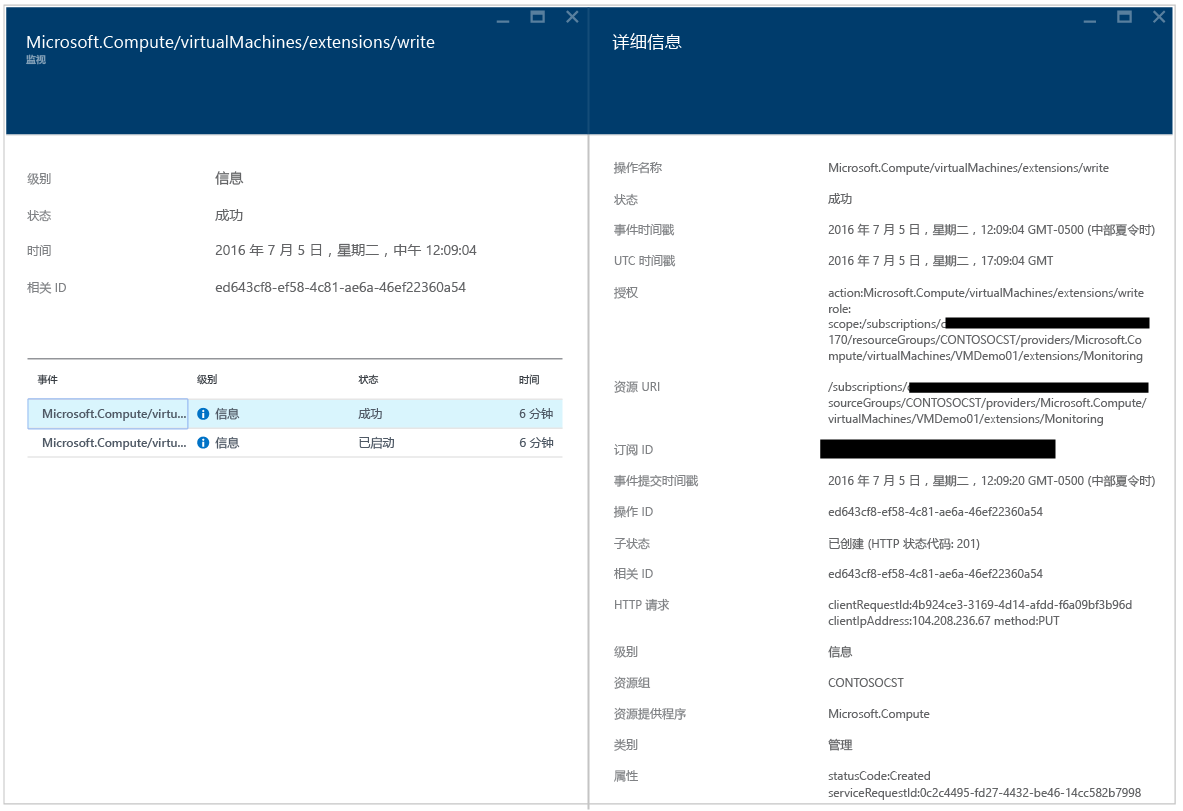 Microsoft.Compute/virtualMachines/extensions/write
监视
级别 信息
状态 成功
时间 2016 年 7 月 5 日，星期二，中午 12:09:04
相关 ID ed643cf8-ef58-4c81-ae6a-46ef22360a54
事件 级别 状态 时间
Microsoft.Compute/virtu... 信息 成功 6 分钟
Microsoft.Compute/virtu... 信息 已启动 6 分钟
详细信息
操作名称 Microsoft.Compute/virtualMachines/extensions/write
状态 成功
事件时间戳 2016 年 7 月 5 日，星期二，12:09:04 GMT-0500 (中部夏令时)
UTC 时间戳 2016 年 7 月 5 日，星期二，17:09:04 GMT
授权 action:Microsoft.Compute/virtualMachines/extensions/write
role:
scope:/subscriptions/
170/resourceGroups/CONTOSOCST/providers/Microsoft.Co
mpute/virtualMachines/VMDemo01/extensions/Monitoring
资源 URI /subscriptions/
sourceGroups/CONTOSOCST/providers/Microsoft.Compute/
virtualMachines/VMDemo01/extensions/Monitoring
订阅 ID
事件提交时间戳 2016 年 7 月 5 日，星期二，12:09:20 GMT-0500 (中部夏令时)
操作 ID ed643cf8-ef58-4c81-ae6a-46ef22360a54
子状态 已创建 (HTTP 状态代码: 201)
相关 ID ed643cf8-ef58-4c81-ae6a-46ef22360a54
HTTP 请求 clientRequestId:4b924ce3-3169-4d14-afdd-f6a09bf3b96d
clientIpAddress:104.208.236.67 method:PUT
级别 信息
资源组 CONTOSOCST
资源提供程序 Microsoft.Compute
类别 管理
属性 statusCode:Created
serviceRequestId:0c2c4495-fd27-4432-be46-14cc582b7998